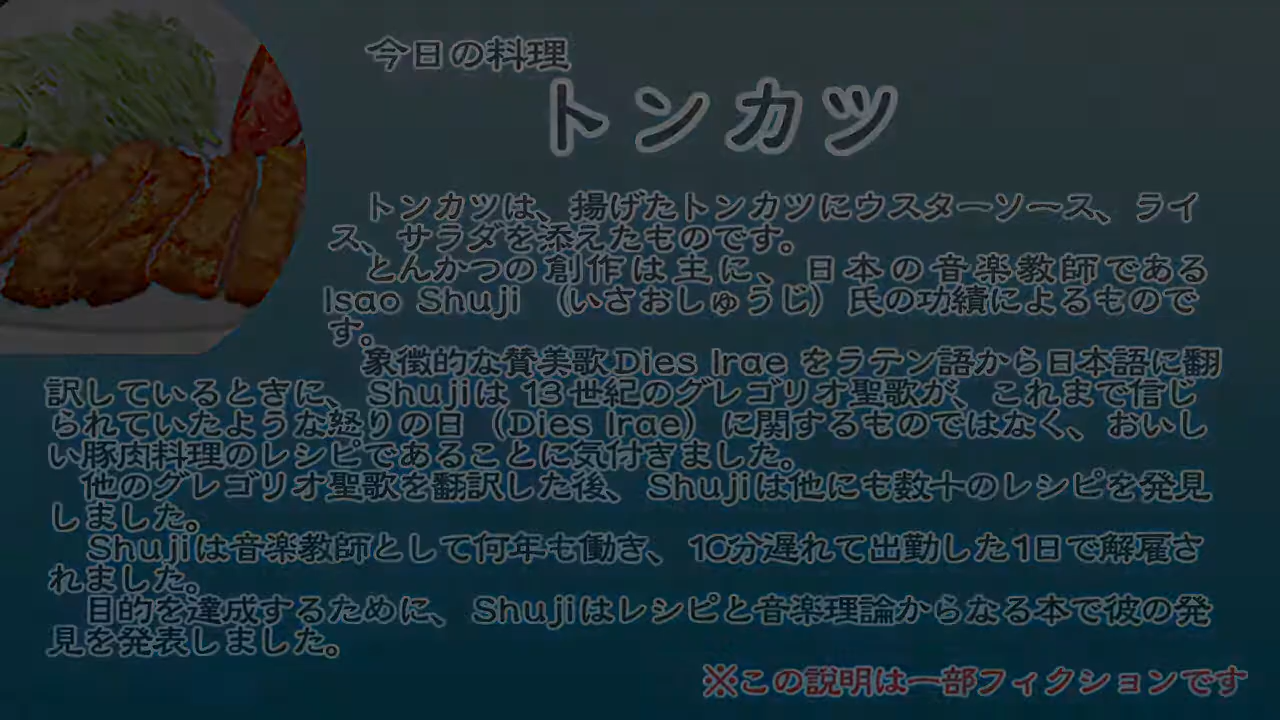 今日の料理
トンカツ
トンカツは、揚げたトンカツにウスターソース、ライ
ス、サラダを添えたものです。
とんかつの創作は主に、日本の音楽教師である
Isao Shuji （いさおしゅうじ）氏の功績によるもので
す。
象徴的な賛美歌Dies Irae をラテン語から日本語に翻
訳しているときに、Shujiは 13世紀のグレゴリオ聖歌が、これまで信じ
られていたような怒りの日（Dies Irae）に関するものではなく、おいし
い豚肉料理のレシピであることに気付きました。
他のグレゴリオ聖歌を翻訳した後、Shujiは他にも数十のレシピを発見
しました。
Shujiは音楽教師として何年も働き、10分遅れて出勤した1日で解雇さ
れました。
目的を達成するために、Shujiはレシピと音楽理論からなる本で彼の発
見を発表しました。
※この説明は一部フィクションです